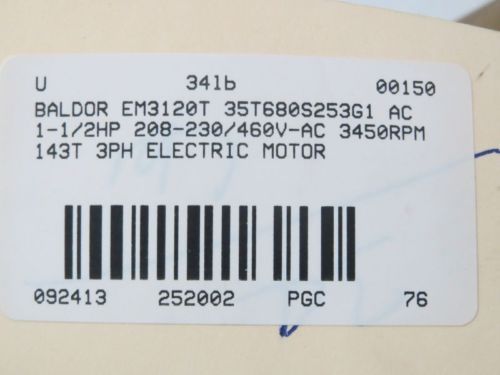 U 34lb 00150
BALDOR EM3120T 35T680S253G1 AC
1-1/2HP 208-230/460V-AC 3450RPM
143T 3PH ELECTRIC MOTOR
092413 252002 PGC 76